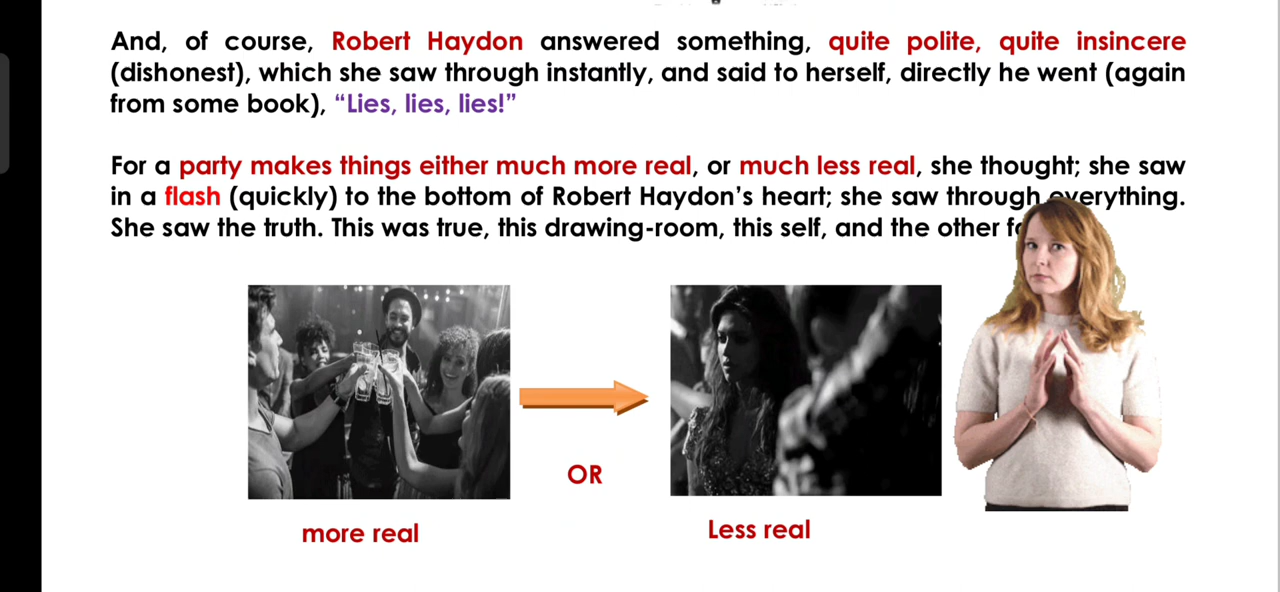 And, of course, Robert Haydon answered something, quite polite, quite insincere
(dishonest), which she saw through instantly, and said to herself, directly he went (again
from some book), “Lies, lies, lies!”
For a party makes things either much more real, or much less real, she thought; she saw
in a flash (quickly) to the bottom of Robert Haydon’s heart; she saw through everything.
She saw the truth. This was true, this drawing-room, this self, and the other
OR
more real
Less real